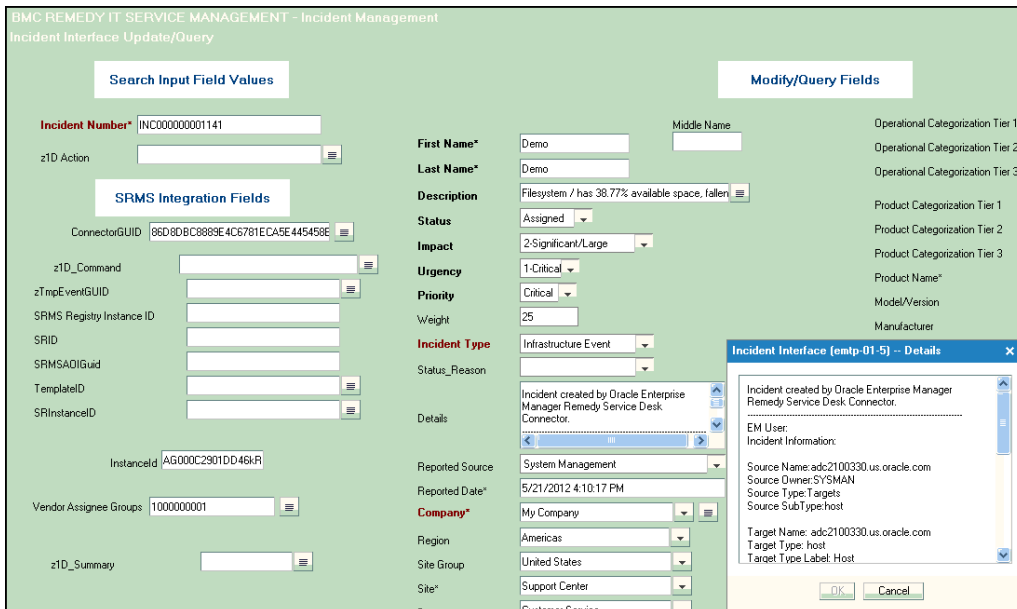 BMC REMEDY IT SERVICE MANAGEMENT - Incident Management
Incident Interface Update/Query
Search Input Field Values
Modify/Query Fields
Incident Number* INC000000001141
z1D Action
SRMS Integration Fields
ConnectorGUID 86D8DBC8889E4C6781ECA5E445458E
z1D_Command
zTmpEventGUID
SRMS Registry Instance ID
SRID
SRMSAOIGuid
TemplateID
SRInstanceID
InstanceId AG000C2901DD46kR
Vendor Assignee Groups 1000000001
z1D_Summary
Middle Name
First Name* Demo
Last Name* Demo
Description Filesystem / has 38.77% available space, fallen
Status Assigned
Impact 2-Significant/Large
Urgency 1-Critical
Priority Critical
Weight 25
Incident Type Infrastructure Event
Status_Reason
Details
Incident created by Oracle Enterprise
Manager Remedy Service Desk
Connector.
Reported Source System Management
Reported Date* 5/21/2012 4:10:17 PM
Company* My Company
Region Americas
Site Group United States
Site* Support Center
Operational Categorization Tier 1
Operational Categorization Tier 2
Operational Categorization Tier 3
Product Categorization Tier 1
Product Categorization Tier 2
Product Categorization Tier 3
Product Name*
Model/Version
Manufacturer
Incident Interface (emtp-01-5) -- Details
Incident created by Oracle Enterprise Manager
Remedy Service Desk Connector.
--------------------------------------------------------------
EM User:
Incident Information:
Source Name:adc2100330.us.oracle.com
Source Owner:SYSMAN
Source Type:Targets
Source SubType:host
Target Name: adc2100330.us.oracle.com
Target Type: host
Target Type Label: Host
OK Cancel